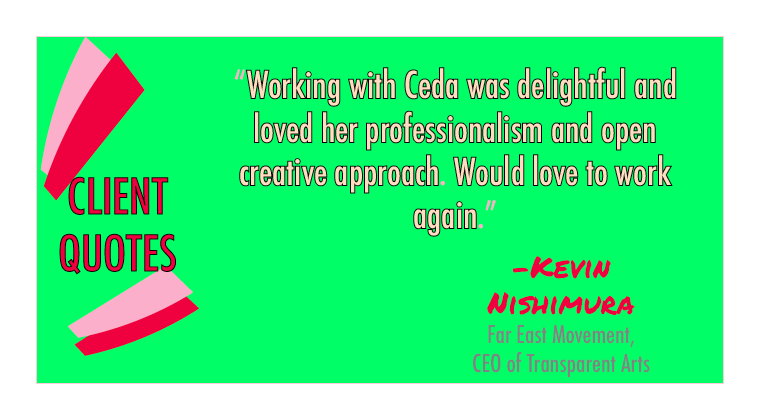 CLIENT
QUOTES
“Working with Ceda was delightful and
loved her professionalism and open
creative approach. Would love to work
again.”
-Kevin
Nishimura
Far East Movement,
CEO of Transparent Arts